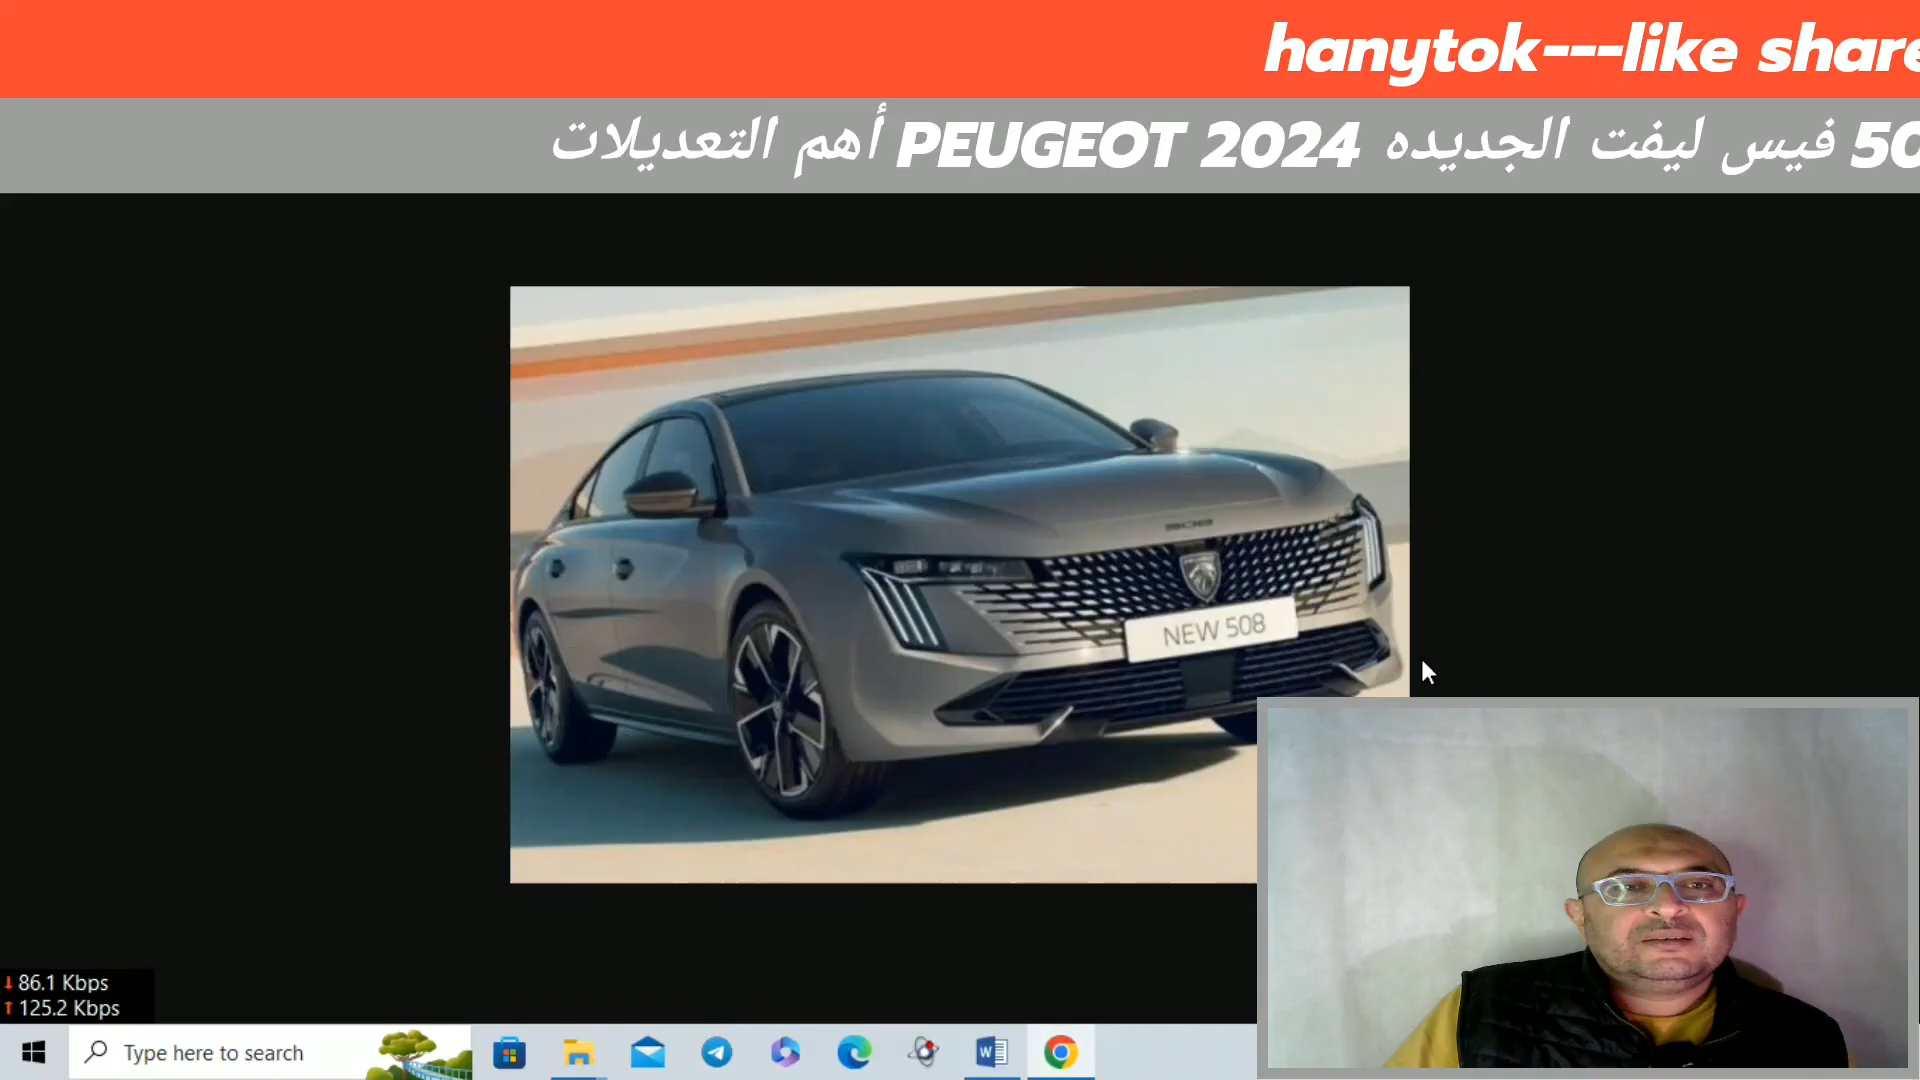 hanytok---like share
أهم التعديلات PEUGEOT 2024 فيس ليفت الجديده 50
508
NEW 508
86.1 Kbps
125.2 Kbps
Type here to search
W